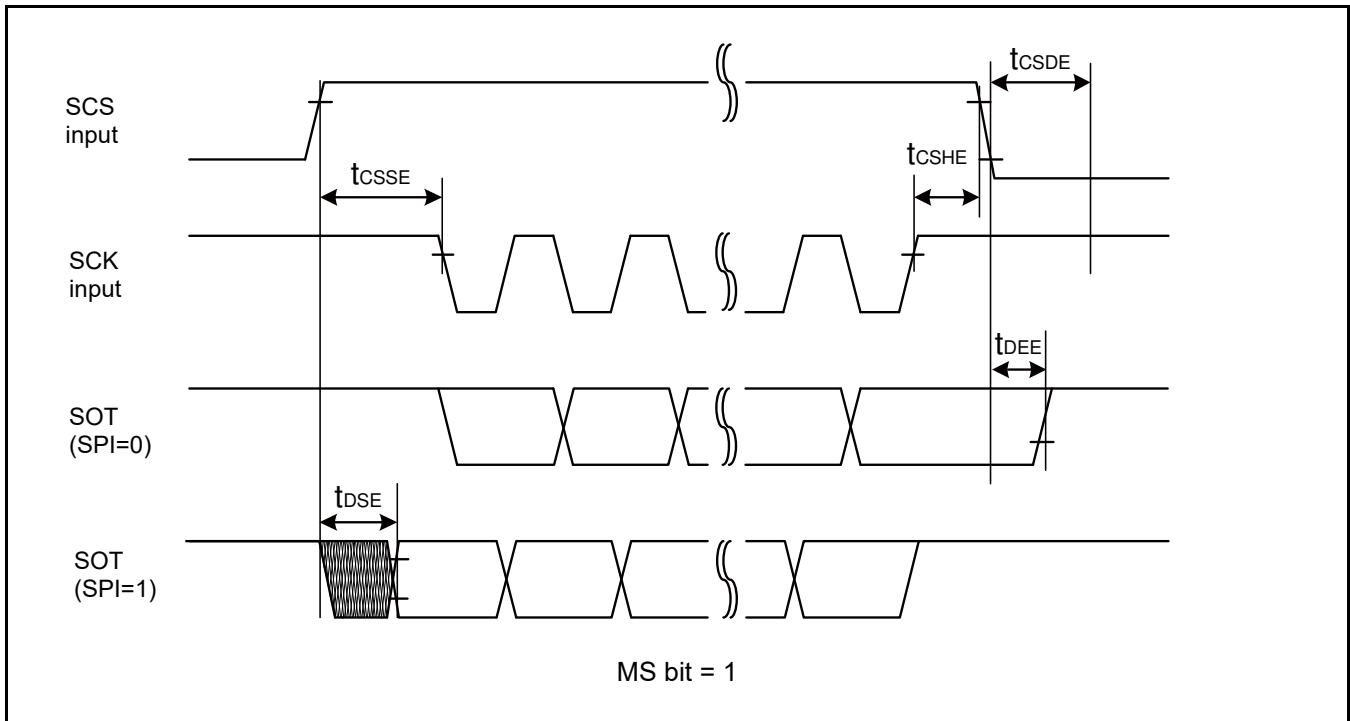 tCSDE
SCS
input
tCSHE
tCSSE
SCK
input
tDEE
SOT
(SPI=0)
tDSE
SOT
(SPI=1)
MS bit = 1